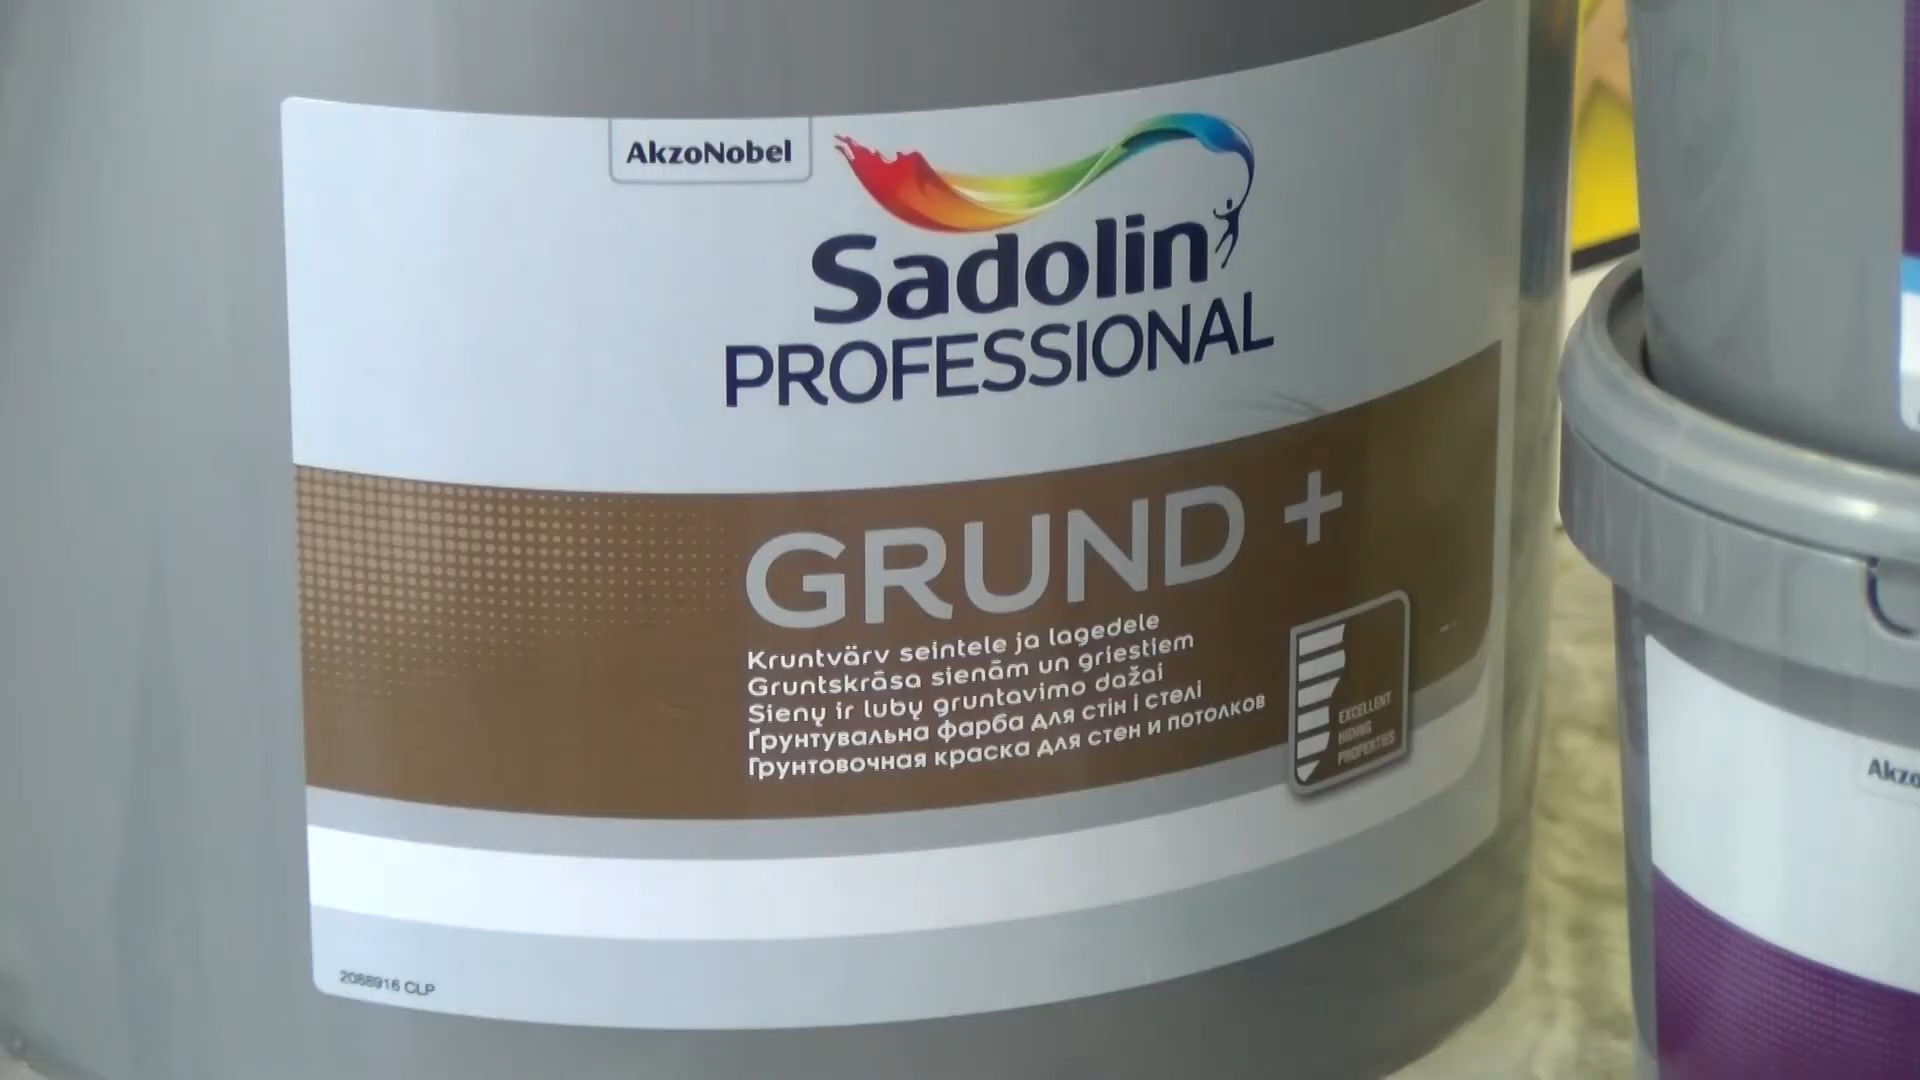 AkzoNobel
Sadolin
PROFESSIONAL
GRUND +
Kruntvärv seintele ja lagedele
Gruntskrāsa sienām un griestiem
Sienų ir lubų gruntavimo dažai
Ґрунтувальна фарба для стін і стелі
Грунтовочная краска для стен и потолков
EXCELLENT
HIDING
PROPERTIES
2068916 CLP
Akzo